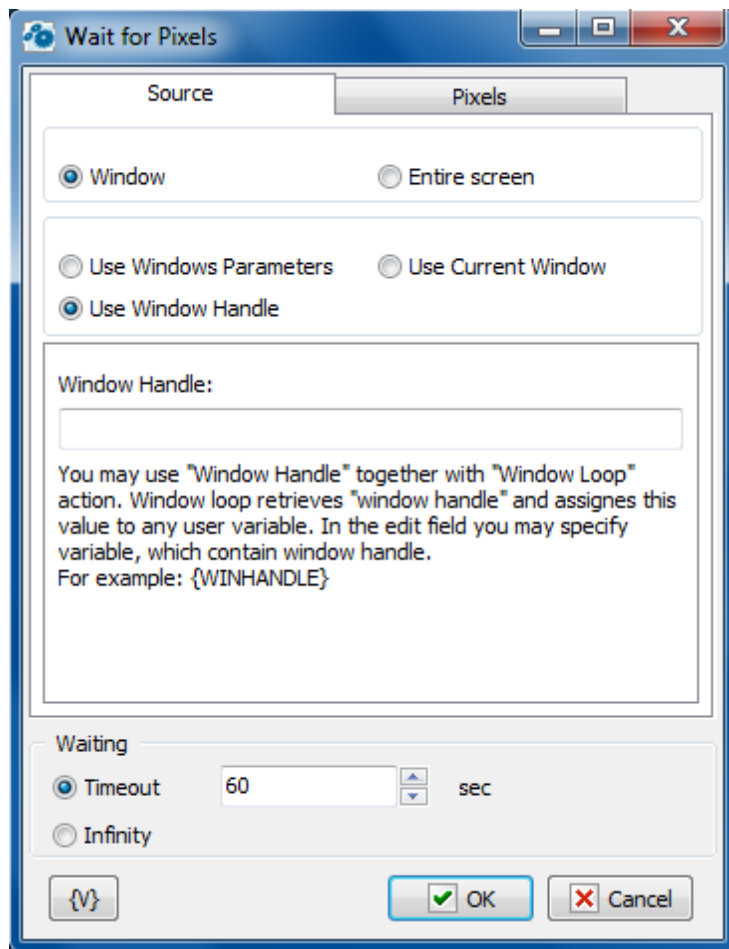 Wait for Pixels
Source Pixels
Window Entire screen
Use Windows Parameters Use Current Window
Use Window Handle
Window Handle:
You may use "Window Handle" together with "Window Loop"
action. Window loop retrieves "window handle" and assignes this
value to any user variable. In the edit field you may specify
variable, which contain window handle.
For example: {WINHANDLE}
Waiting
Timeout 60 sec
Infinity
{V} OK Cancel